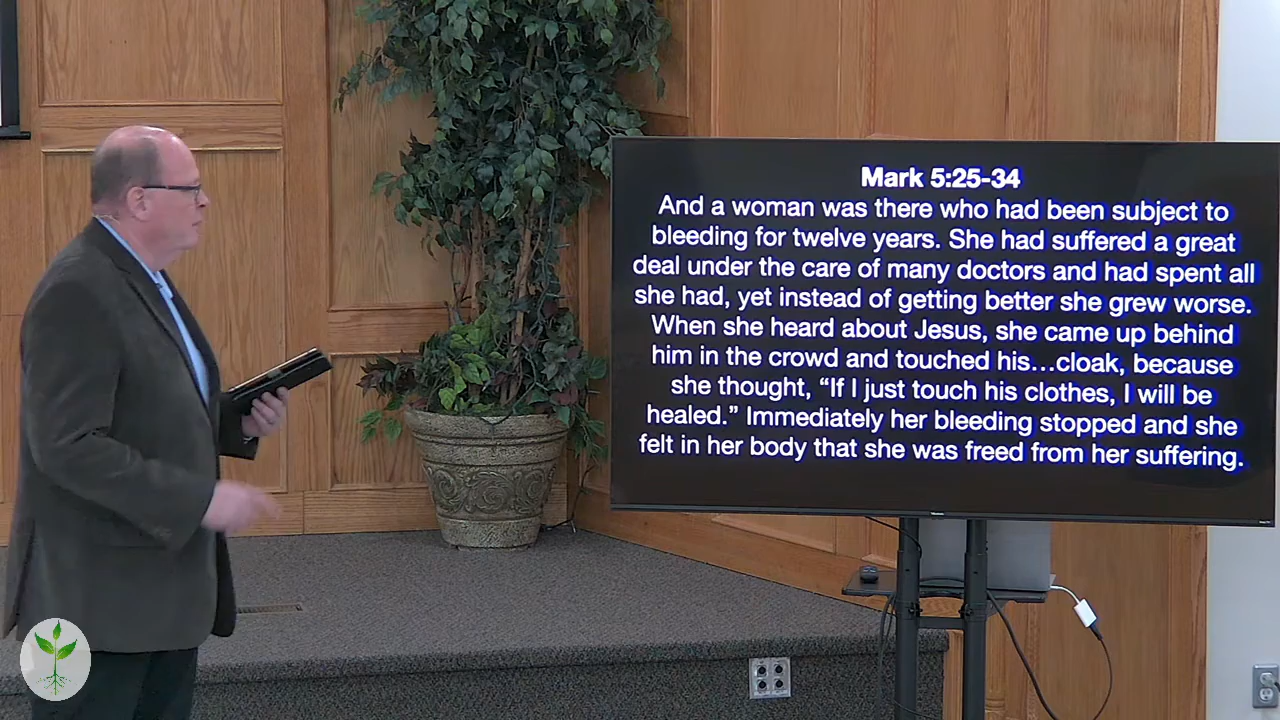 Mark 5:25-34
And a woman was there who had been subject to
bleeding for twelve years. She had suffered a great
deal under the care of many doctors and had spent all
she had, yet instead of getting better she grew worse.
When she heard about Jesus, she came up behind
him in the crowd and touched his…cloak, because
she thought, “If I just touch his clothes, I will be
healed.” Immediately her bleeding stopped and she
felt in her body that she was freed from her suffering.